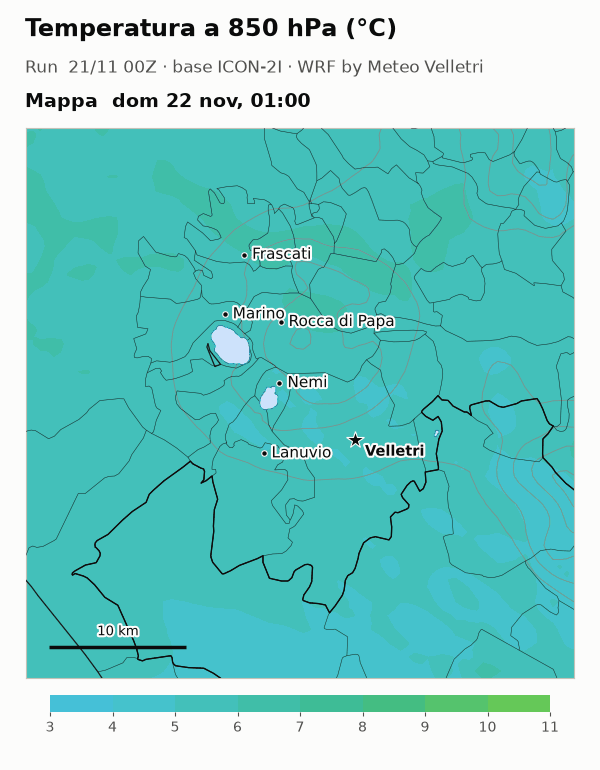 Temperatura a 850 hPa (°C)
Run  21/11 00Z · base ICON-2I · WRF by Meteo Velletri
Mappa  dom 22 nov, 01:00
Frascati
Marino
Rocca di Papa
Nemi
Velletri
Lanuvio
10 km
3 4 5 6 7 8 9 10 11